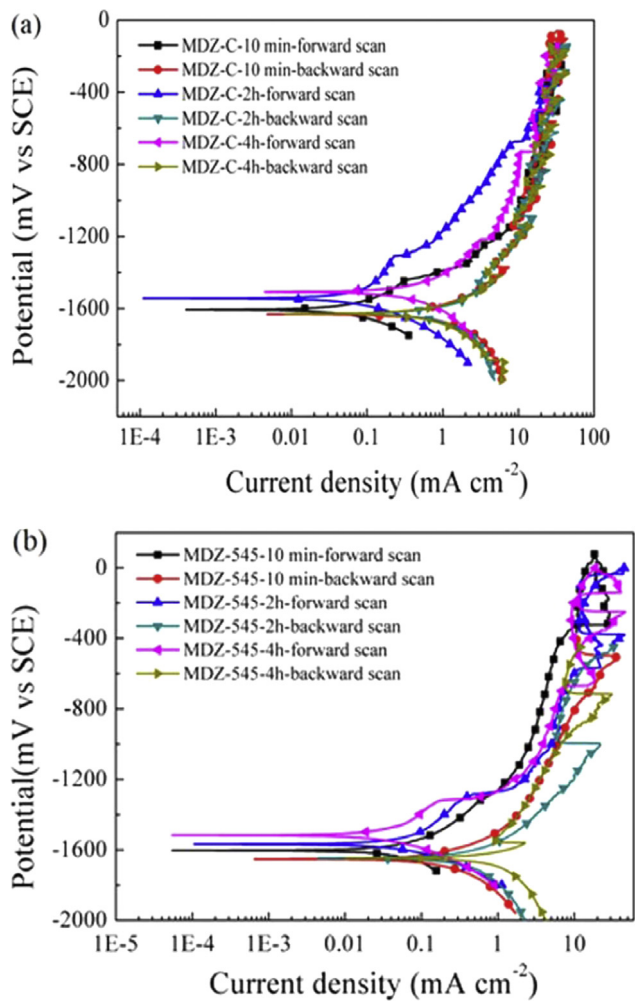 (a)
0
-400
-800
-1200
-1600
-2000
Potential (mV vs SCE)
MDZ-C-10 min-forward scan
MDZ-C-10 min-backward scan
MDZ-C-2h-forward scan
MDZ-C-2h-backward scan
MDZ-C-4h-forward scan
MDZ-C-4h-backward scan
1E-4 1E-3 0.01 0.1 1 10 100
Current density (mA cm-2)
(b)
0
-400
-800
-1200
-1600
-2000
Potential(mV vs SCE)
MDZ-545-10 min-forward scan
MDZ-545-10 min-backward scan
MDZ-545-2h-forward scan
MDZ-545-2h-backward scan
MDZ-545-4h-forward scan
MDZ-545-4h-backward scan
1E-5 1E-4 1E-3 0.01 0.1 1 10
Current density (mA cm-2)